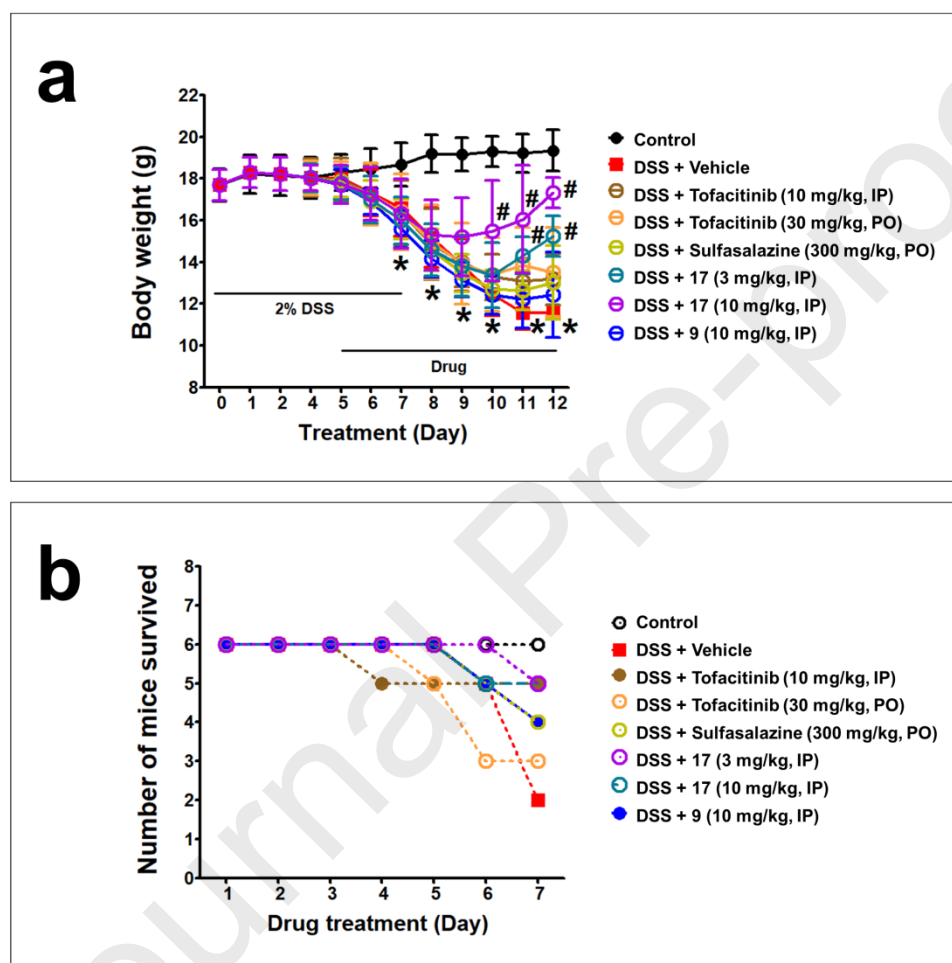 a
Body weight (g)
22
20
18
16
14
12
10
8
2% DSS
Drug
* * * * * *
# # # # #
0 1 2 4 5 6 7 8 9 10 11 12
Treatment (Day)
Control
DSS + Vehicle
DSS + Tofacitinib (10 mg/kg, IP)
DSS + Tofacitinib (30 mg/kg, PO)
DSS + Sulfasalazine (300 mg/kg, PO)
DSS + 17 (3 mg/kg, IP)
DSS + 17 (10 mg/kg, IP)
DSS + 9 (10 mg/kg, IP)
b
Number of mice survived
8
7
6
5
4
3
2
1
0
1 2 3 4 5 6 7
Drug treatment (Day)
Control
DSS + Vehicle
DSS + Tofacitinib (10 mg/kg, IP)
DSS + Tofacitinib (30 mg/kg, PO)
DSS + Sulfasalazine (300 mg/kg, PO)
DSS + 17 (3 mg/kg, IP)
DSS + 17 (10 mg/kg, IP)
DSS + 9 (10 mg/kg, IP)
ournal Pre-proo